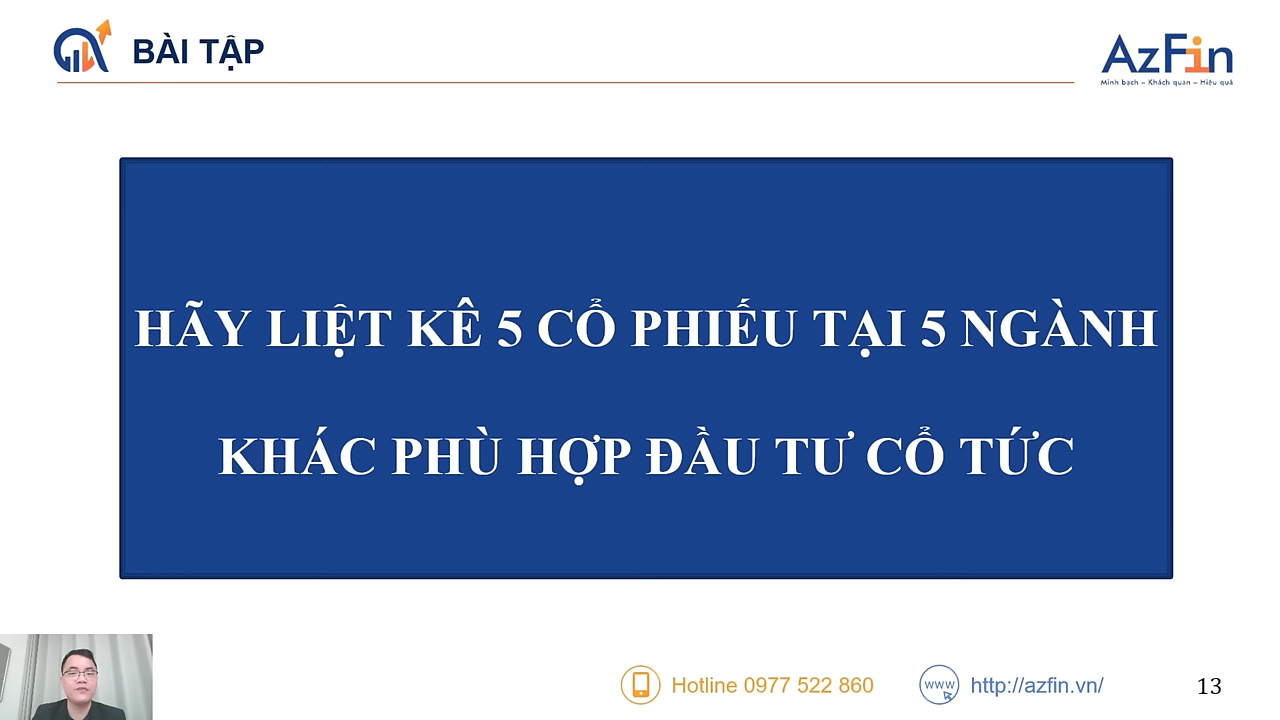 BÀI TẬP
AzFin
Minh bạch – Khách quan – Hiệu quả
HÃY LIỆT KÊ 5 CỔ PHIẾU TẠI 5 NGÀNH
KHÁC PHÙ HỢP ĐẦU TƯ CỔ TỨC
Hotline 0977 522 860
www
http://azfin.vn/
13